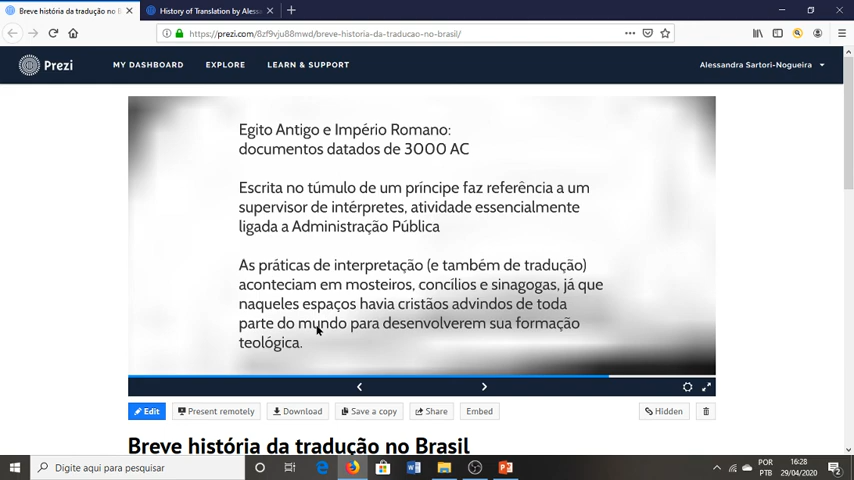 Breve história da tradução no B
History of Translation by Aless
https://prezi.com/8zf9vju88mwd/breve-historia-da-traducao-no-brasil/
Prezi
MY DASHBOARD
EXPLORE
LEARN & SUPPORT
Alessandra Sartori-Nogueira
Egito Antigo e Império Romano:
documentos datados de 3000 AC
Escrita no túmulo de um príncipe faz referência a um
supervisor de intérpretes, atividade essencialmente
ligada a Administração Pública
As práticas de interpretação (e também de tradução)
aconteciam em mosteiros, concílios e sinagogas, já que
naqueles espaços havia cristãos advindos de toda
parte do mundo para desenvolverem sua formação
teológica.
Edit
Present remotely
Download
Save a copy
Share
Embed
Hidden
Breve história da tradução no Brasil
Digite aqui para pesquisar
POR
PTB
16:28
29/04/2020
2